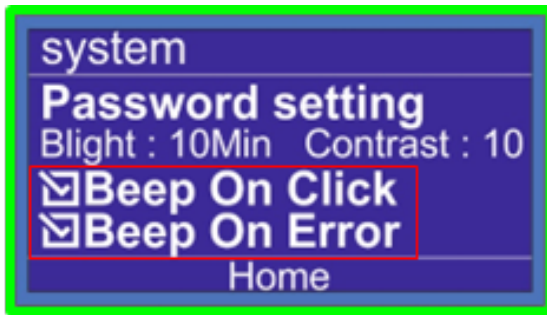 system
Password setting
Blight : 10Min Contrast : 10
Beep On Click
Beep On Error
Home